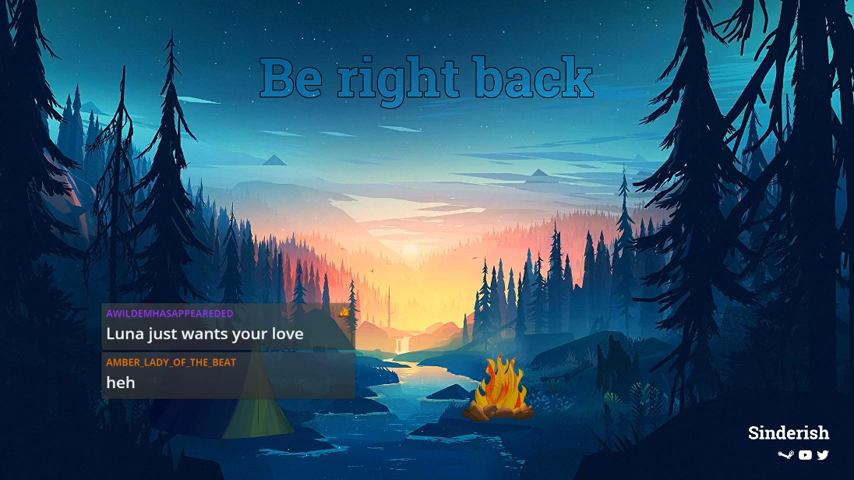 Be right back
AWILDEMHASAPPEAREDED
Luna just wants your love
AMBER_LADY_OF_THE_BEAT
heh
Sinderish